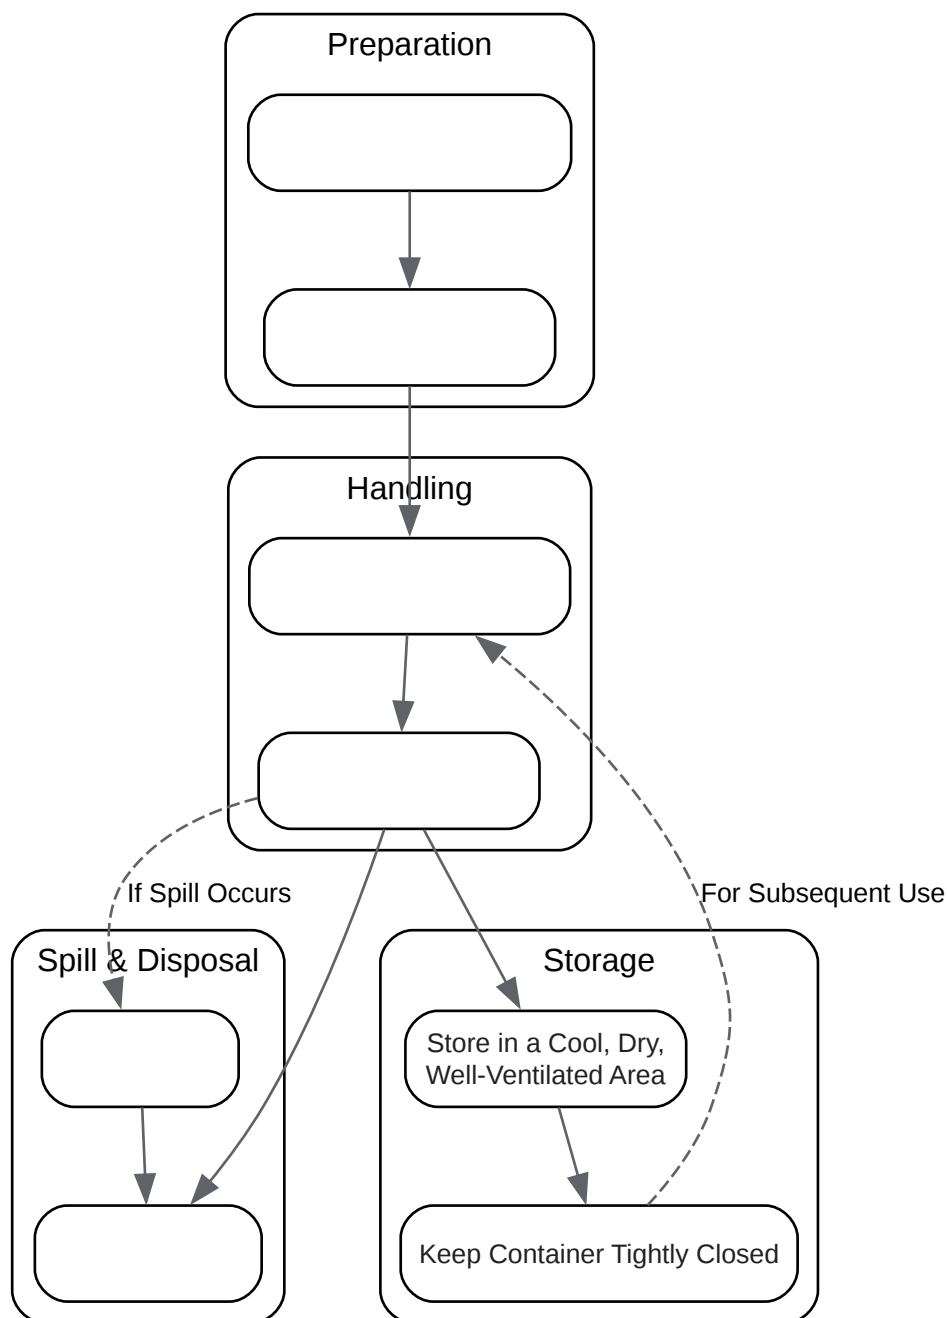 Preparation
Handling
If Spill Occurs
For Subsequent Use
Spill & Disposal
Storage
Store in a Cool, Dry,
Well-Ventilated Area
Keep Container Tightly Closed